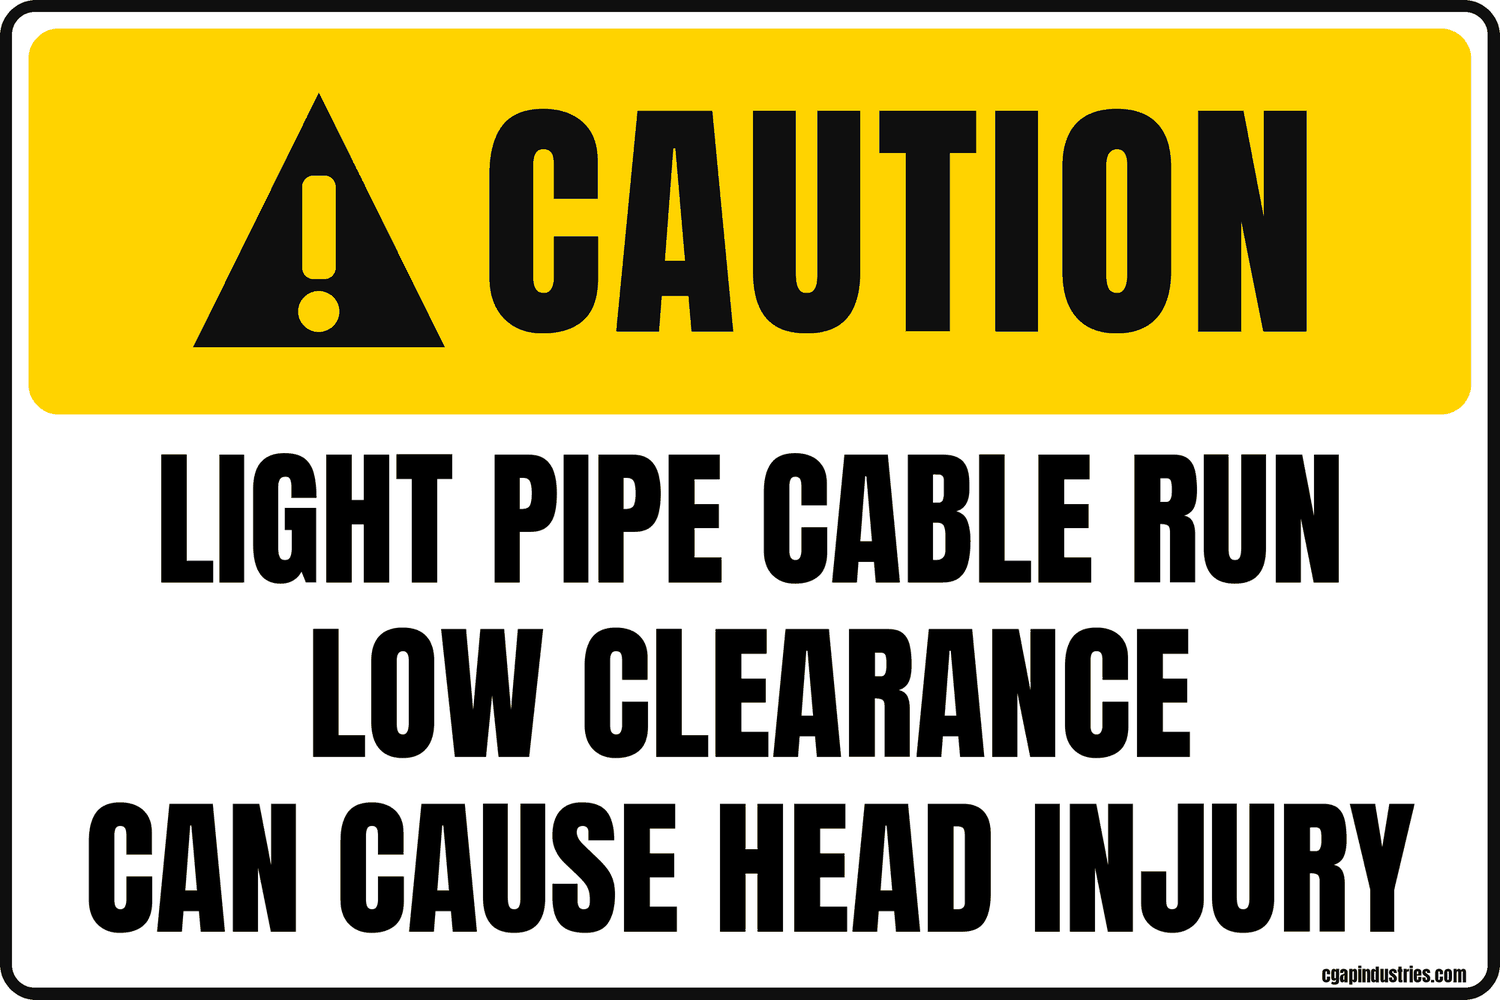 CAUTION
LIGHT PIPE CABLE RUN
LOW CLEARANCE
CAN CAUSE HEAD INJURY
cgapindustries.com